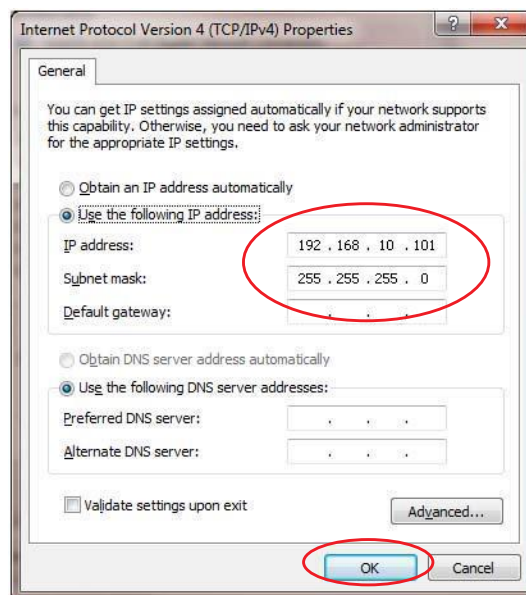 Internet Protocol Version 4 (TCP/IPv4) Properties
General
You can get IP settings assigned automatically if your network supports
this capability. Otherwise, you need to ask your network administrator
for the appropriate IP settings.
Obtain an IP address automatically
Use the following IP address:
IP address: 192 . 168 . 10 . 101
Subnet mask: 255 . 255 . 255 . 0
Default gateway: . . .
Obtain DNS server address automatically
Use the following DNS server addresses:
Preferred DNS server: . . .
Alternate DNS server: . . .
Validate settings upon exit
Advanced...
OK Cancel